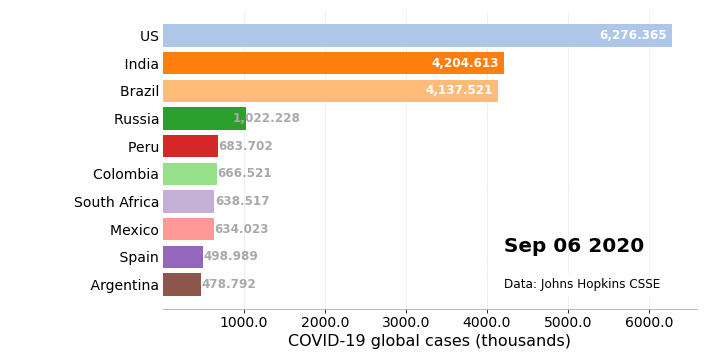 US 6,276.365
India 4,204.613
Brazil 4,137.521
Russia 1,022.228
Peru 683.702
Colombia 666.521
South Africa 638.517
Mexico 634.023
Spain 498.989
Argentina 478.792
Sep 06 2020
Data: Johns Hopkins CSSE
1000.0 2000.0 3000.0 4000.0 5000.0 6000.0
COVID-19 global cases (thousands)